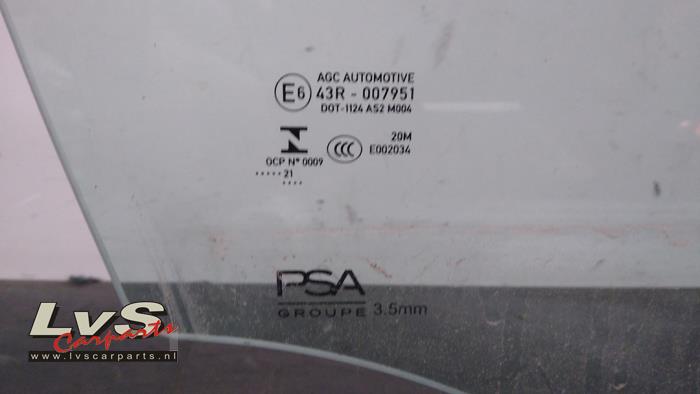 AGC AUTOMOTIVE
E6 43R - 007951
DOT-1124 AS2 M004
20M
CCC E002034
OCP N° 0009
••••• 21
••••
PSA
GROUPE 3.5mm
LvS
Carparts
www.lvscarparts.nl